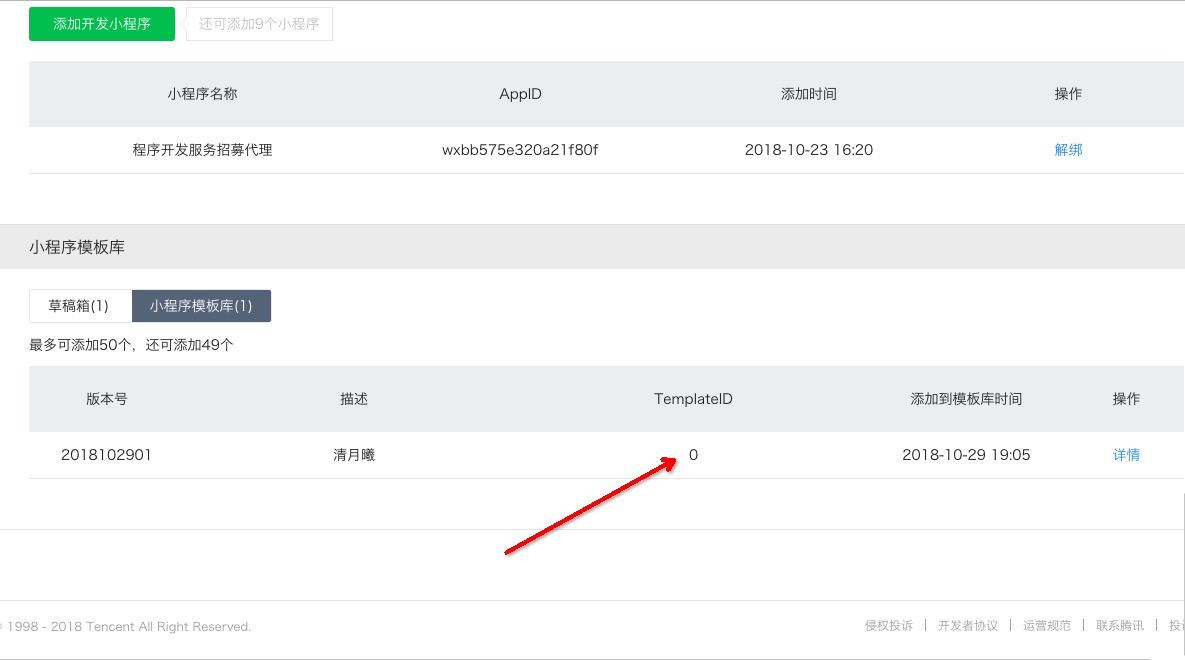 添加开发小程序 还可添加9个小程序
小程序名称 AppID 添加时间 操作
程序开发服务招募代理 wxbb575e320a21f80f 2018-10-23 16:20 解绑
小程序模板库
草稿箱(1) 小程序模板库(1)
最多可添加50个，还可添加49个
版本号 描述 TemplateID 添加到模板库时间 操作
2018102901 清月曦 0 2018-10-29 19:05 详情
© 1998 - 2018 Tencent All Right Reserved. 侵权投诉 | 开发者协议 | 运营规范 | 联系腾讯 | 投